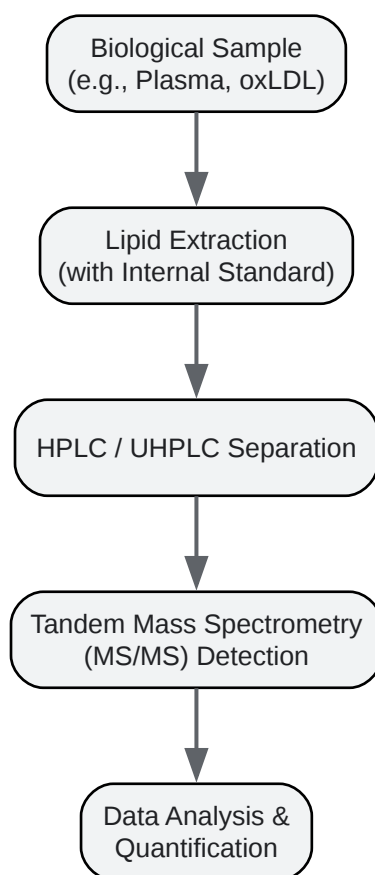 Biological Sample
(e.g., Plasma, oxLDL)
Lipid Extraction
(with Internal Standard)
HPLC / UHPLC Separation
Tandem Mass Spectrometry
(MS/MS) Detection
Data Analysis &
Quantification